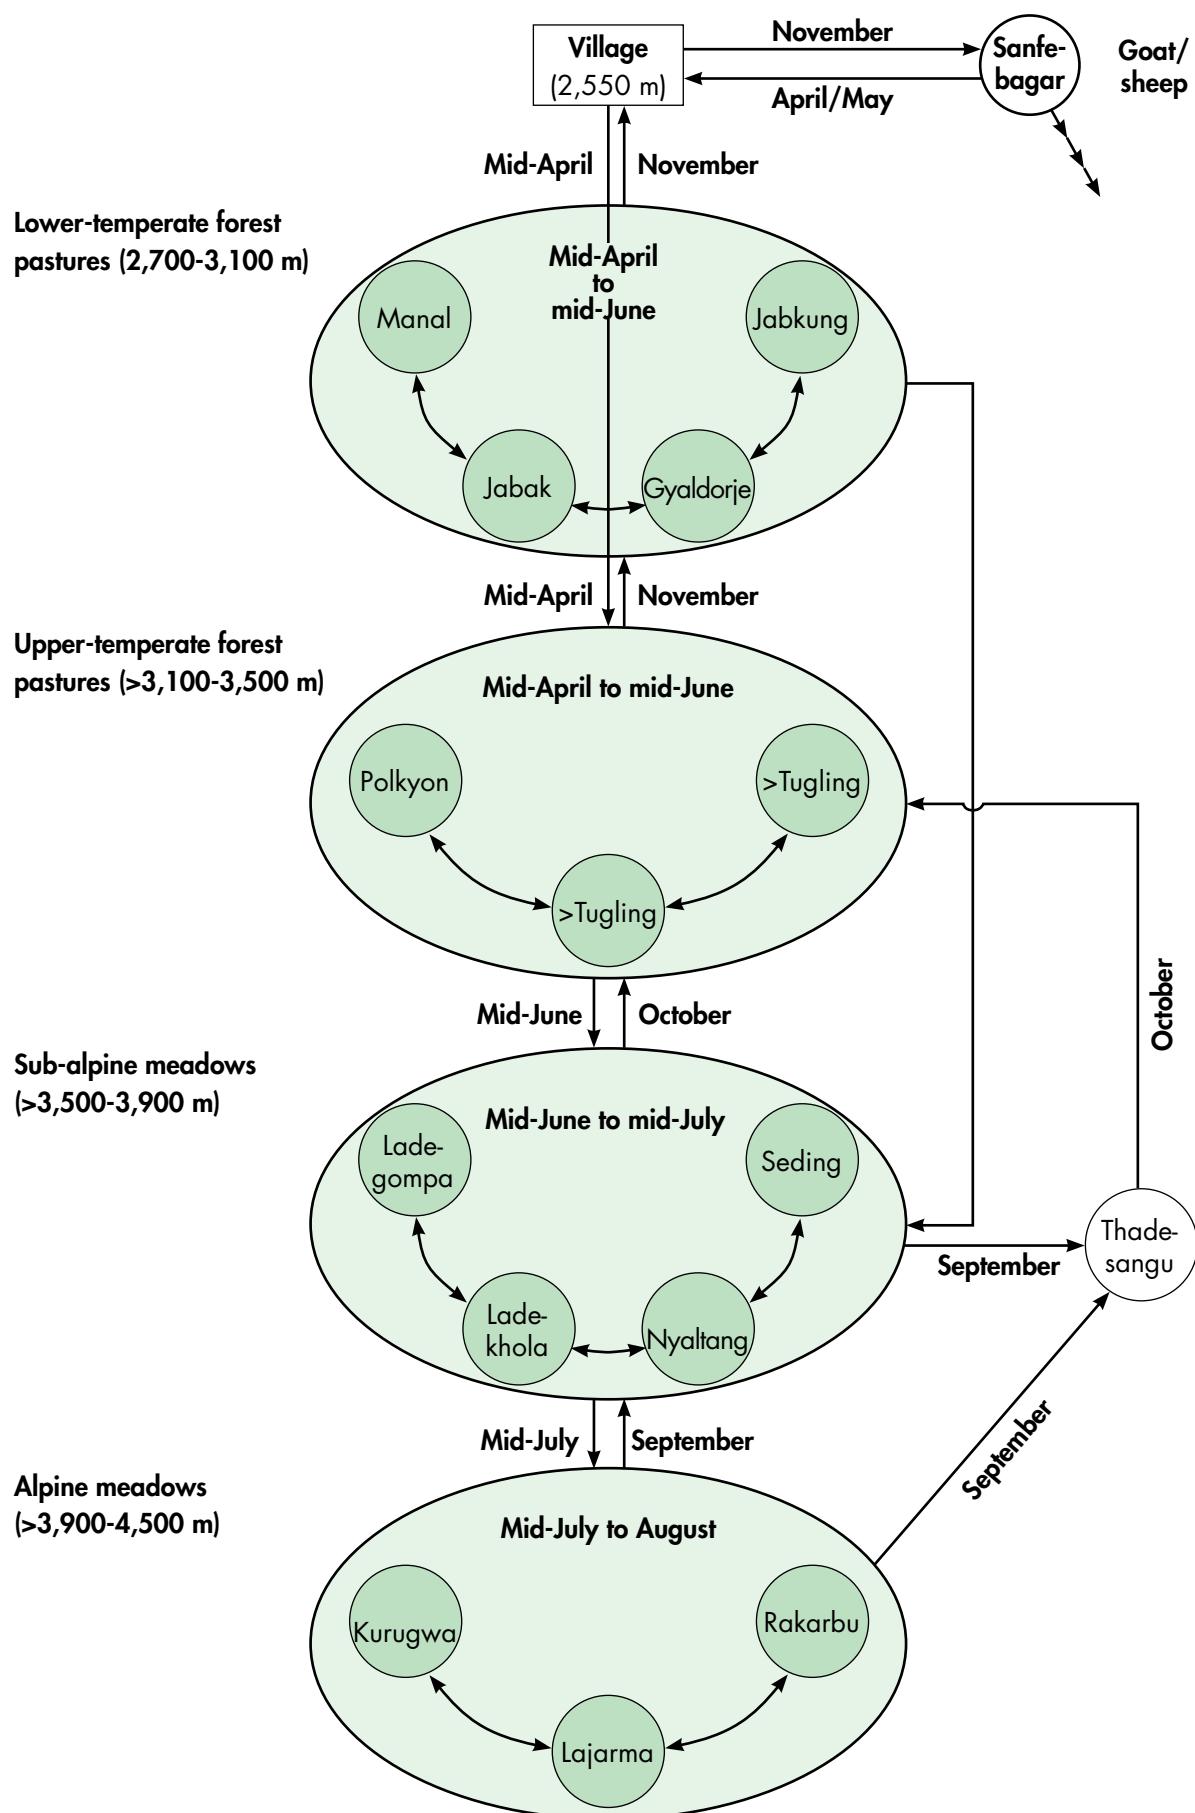 Village
(2,550 m)
November
April/May
Sanfe-
bagar
Goat/
sheep
Mid-April
November
Lower-temperate forest
pastures (2,700-3,100 m)
Mid-April
to
mid-June
Manal
Jabkung
Jabak
Gyaldorje
Mid-April
November
Upper-temperate forest
pastures (>3,100-3,500 m)
Mid-April to mid-June
Polkyon
>Tugling
>Tugling
Mid-June
October
October
Sub-alpine meadows
(>3,500-3,900 m)
Mid-June to mid-July
Lade-
gompa
Seding
Lade-
khola
Nyaltang
September
Thade-
sangu
Mid-July
September
September
Alpine meadows
(>3,900-4,500 m)
Mid-July to August
Kurugwa
Rakarbu
Lajarma